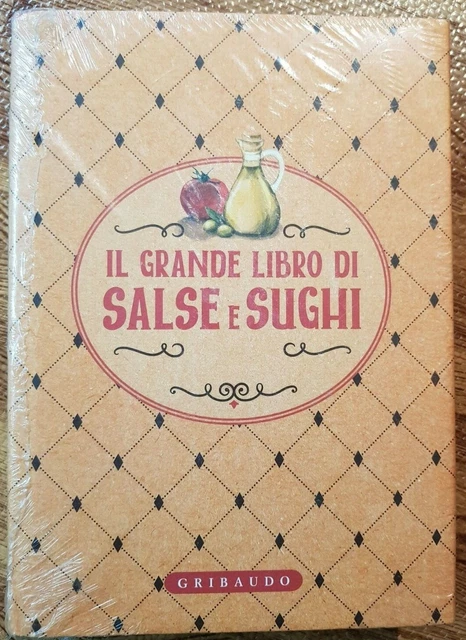 IL GRANDE LIBRO DI
SALSE E SUGHI
GRIBAUDO